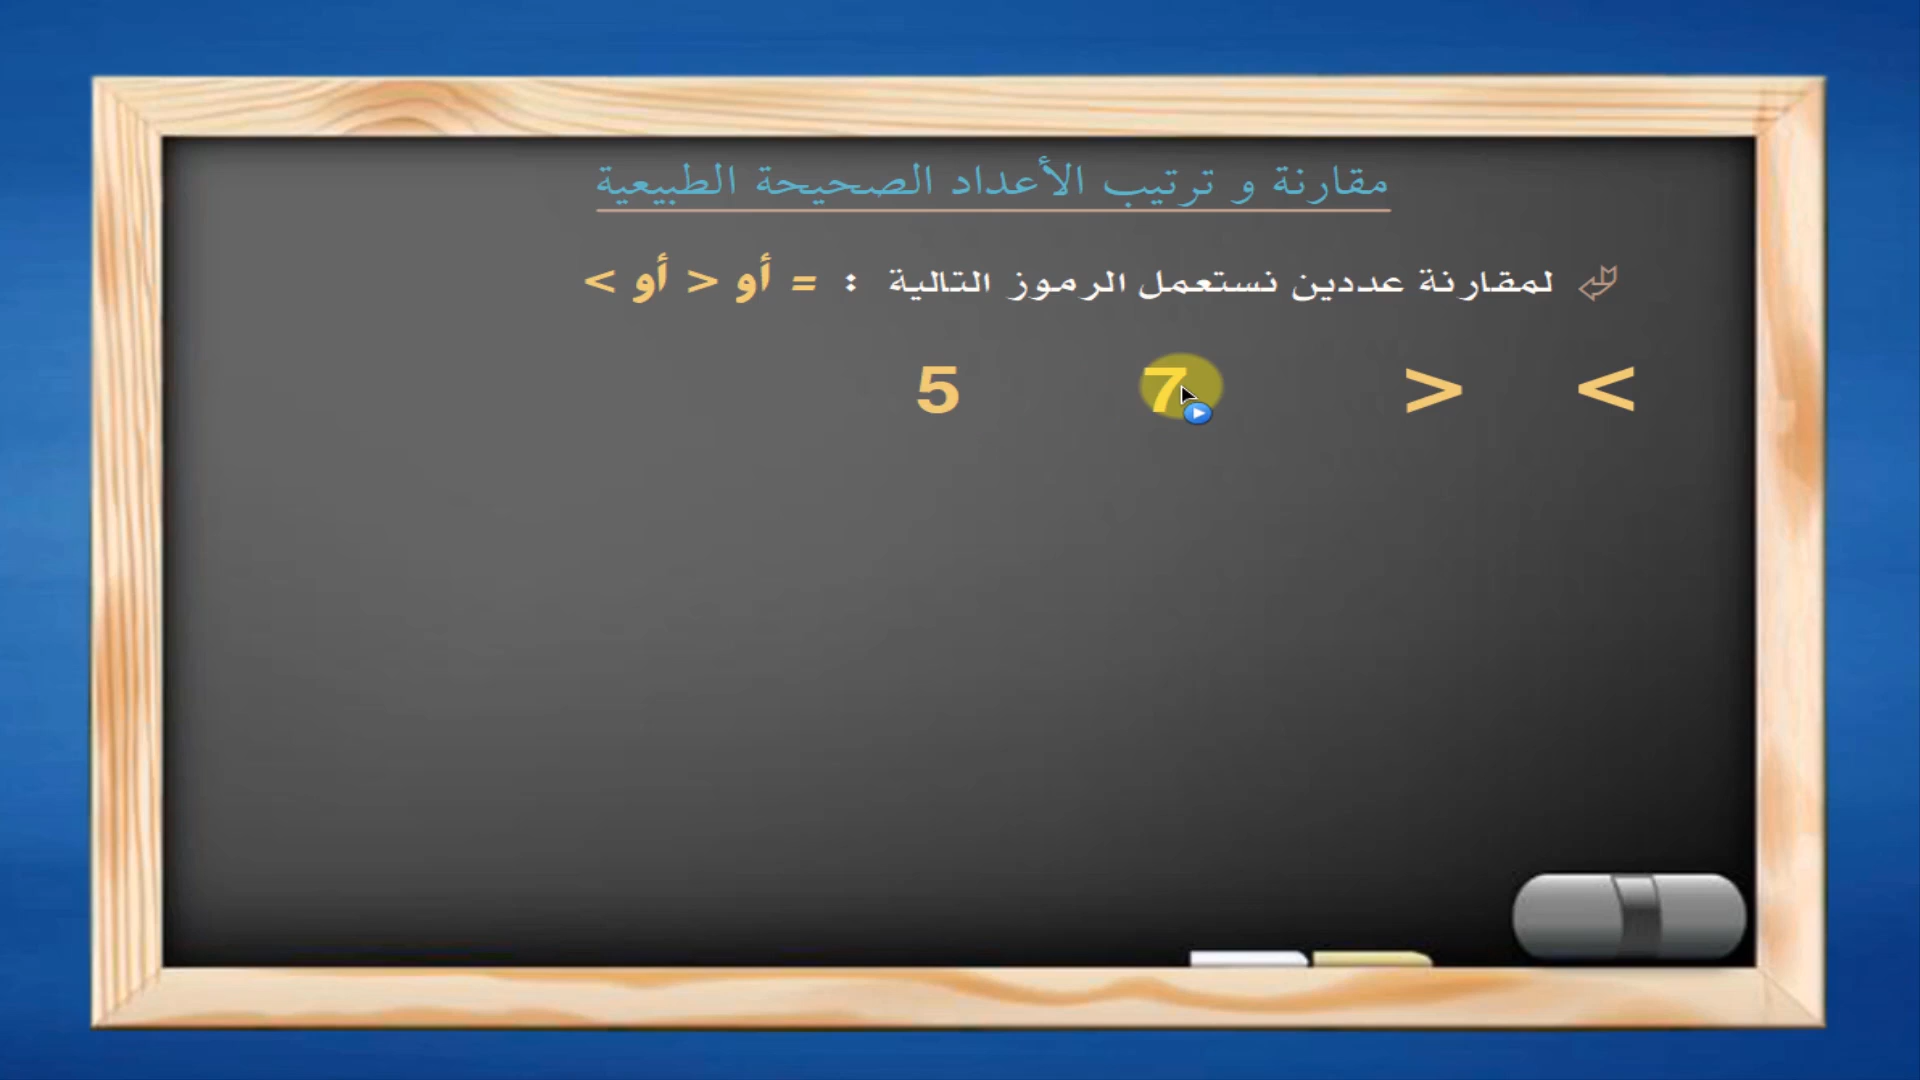 مقارنة و ترتيب الأعداد الصحيحة الطبيعية
لمقارنة عددين نستعمل الرموز التالية : = أو > أو <
5 7 > <